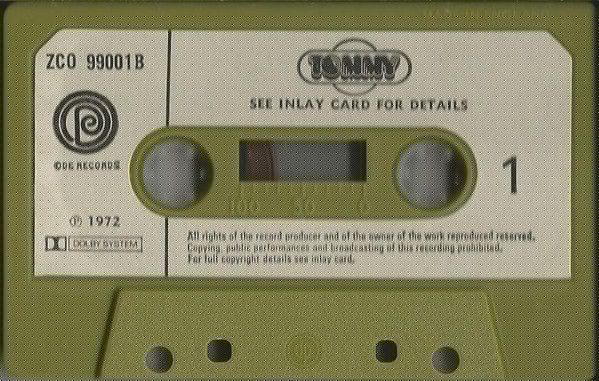 MADE IN ENGLAND
ZCO 99001B
TOMMY
SEE INLAY CARD FOR DETAILS
©DE RECORDS
1
100 50 0
℗ 1972
DOLBY SYSTEM
All rights of the record producer and of the owner of the work reproduced reserved.
Copying, public performances and broadcasting of this recording prohibited.
For full copyright details see inlay card.